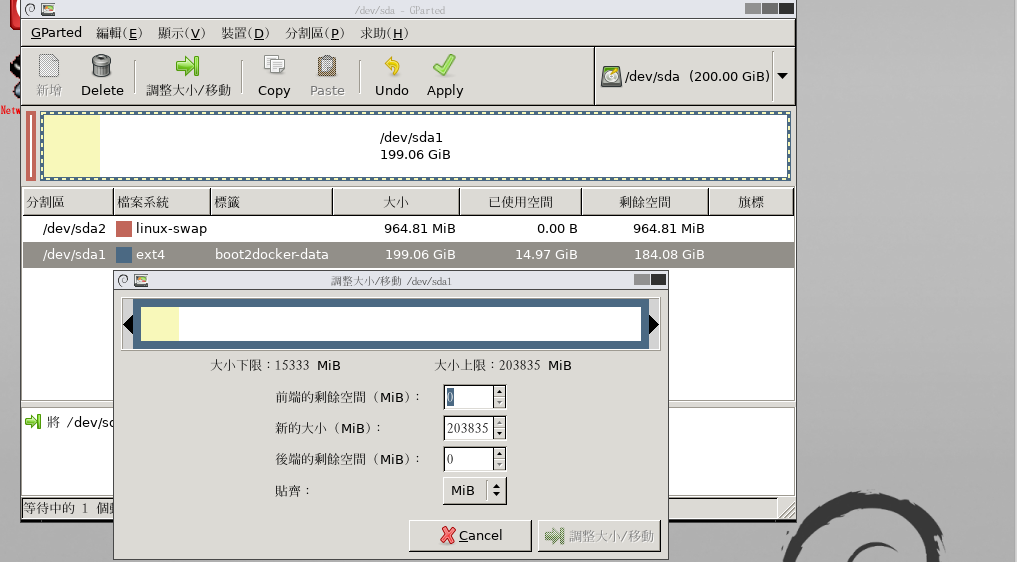 /dev/sda - GParted
GParted 編輯(E) 顯示(V) 裝置(D) 分割區(P) 求助(H)
新增 Delete 調整大小/移動 Copy Paste Undo Apply /dev/sda (200.00 GiB)
Netw
/dev/sda1
199.06 GiB
分割區 檔案系統 標籤 大小 已使用空間 剩餘空間 旗標
/dev/sda2 linux-swap 964.81 MiB 0.00 B 964.81 MiB
/dev/sda1 ext4 boot2docker-data 199.06 GiB 14.97 GiB 184.08 GiB
調整大小/移動 /dev/sda1
大小下限：15333 MiB 大小上限：203835 MiB
前端的剩餘空間（MiB）： 0
新的大小（MiB）： 203835
後端的剩餘空間（MiB）： 0
貼齊： MiB
Cancel 調整大小/移動
將 /dev/sd
等待中的 1 個